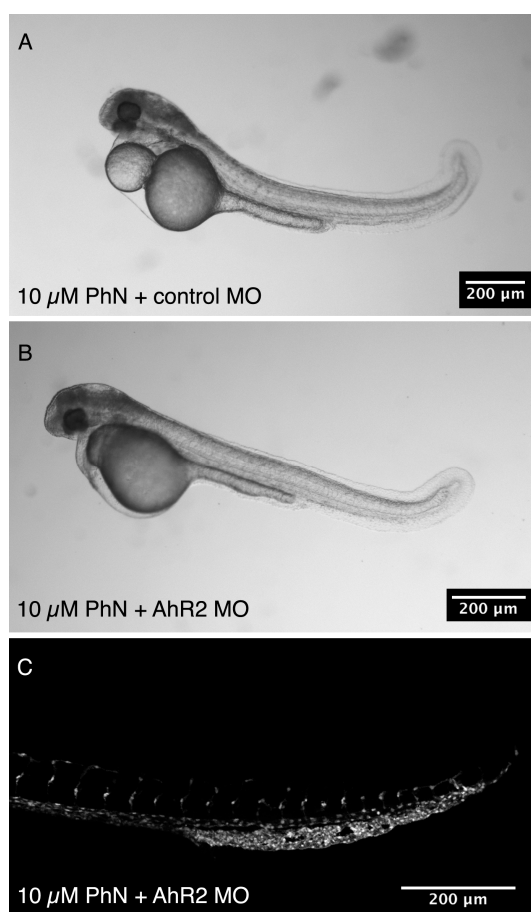 A
10 µM PhN + control MO
200 µm
B
10 µM PhN + AhR2 MO
200 µm
C
10 µM PhN + AhR2 MO
200 µm